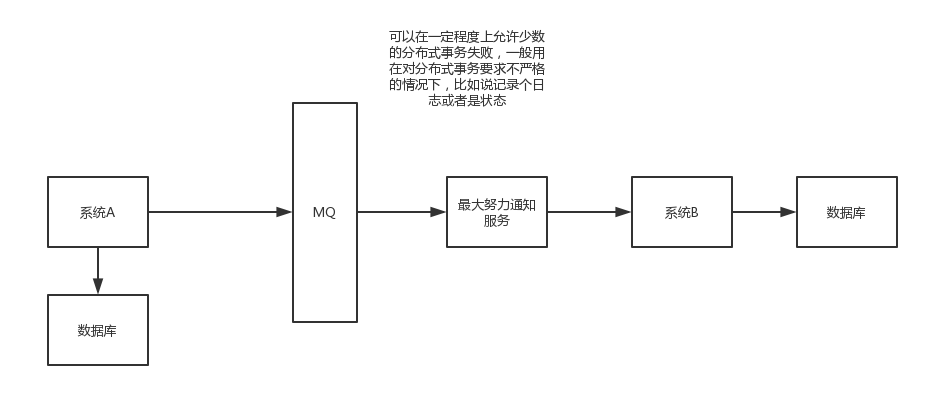 可以在一定程度上允许少数
的分布式事务失败，一般用
在对分布式事务要求不严格
的情况下，比如说记录个日
志或者是状态
系统A
MQ
最大努力通知
服务
系统B
数据库
数据库